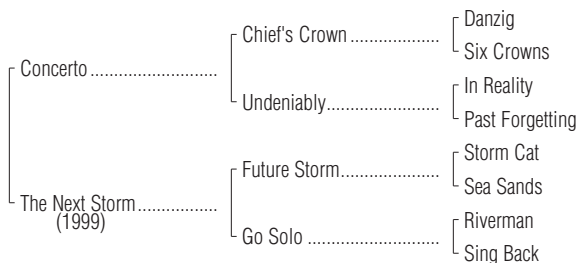 Danzig
Chief's Crown ....................
Six Crowns
Concerto .............................
In Reality
Undeniably.........................
Past Forgetting
Storm Cat
Future Storm......................
Sea Sands
The Next Storm..................
(1999)
Riverman
Go Solo .............................
Sing Back